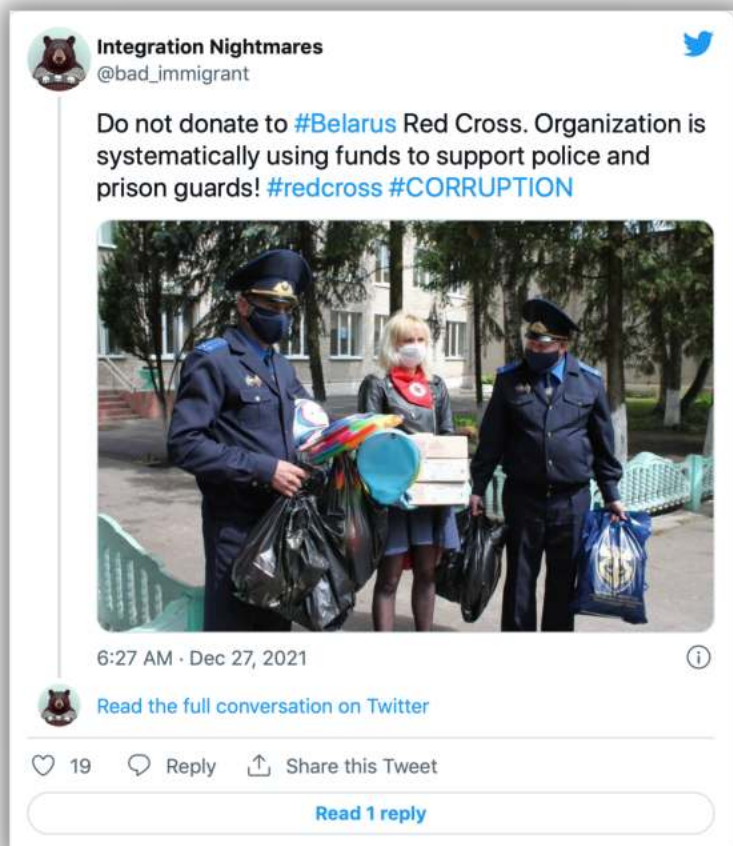 Integration Nightmares
@bad_immigrant
Do not donate to #Belarus Red Cross. Organization is
systematically using funds to support police and
prison guards! #redcross #CORRUPTION
6:27 AM · Dec 27, 2021
Read the full conversation on Twitter
19 Reply Share this Tweet
Read 1 reply